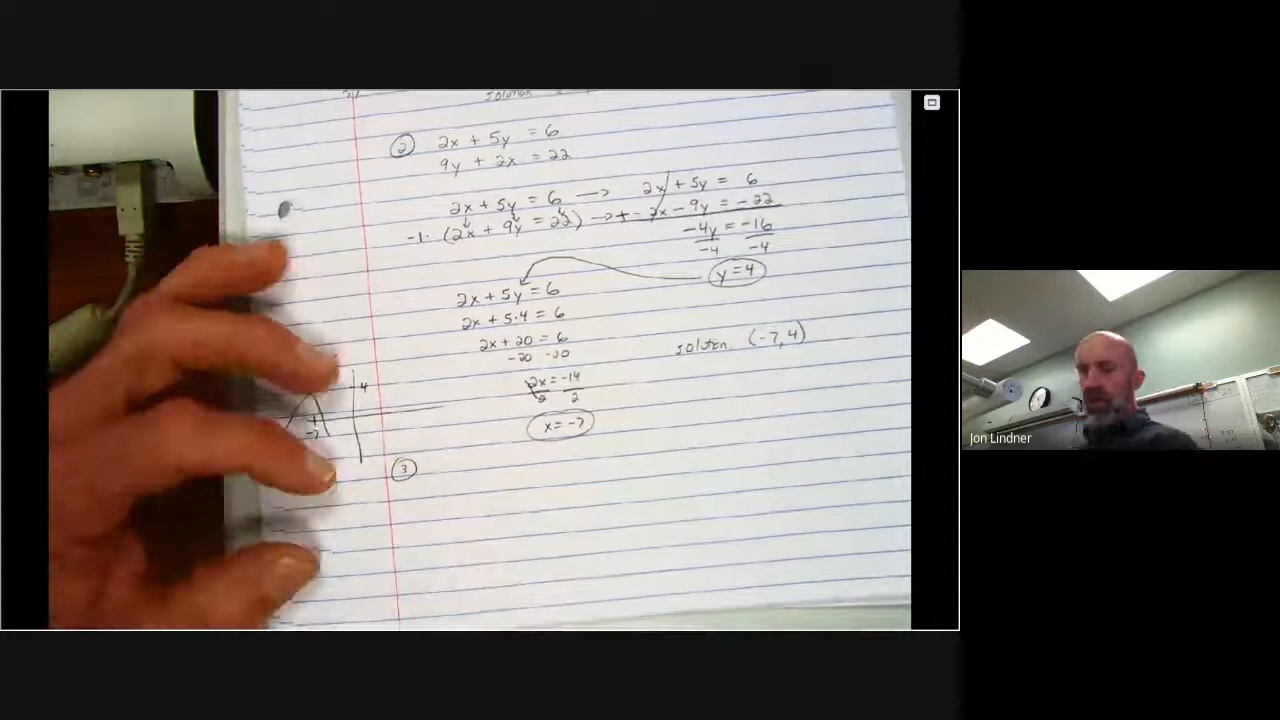 solution
② 2x + 5y = 6
9y + 2x = 22
2x + 5y = 6 → 2x + 5y = 6
-1· (2x + 9y = 22) → + -2x - 9y = -22
-4y = -16
-4 -4
y = 4
2x + 5y = 6
2x + 5·4 = 6
2x + 20 = 6
-20 -20
solution (-7, 4)
2x = -14
2 2
x = -7
4
-7
③
Jon Lindner